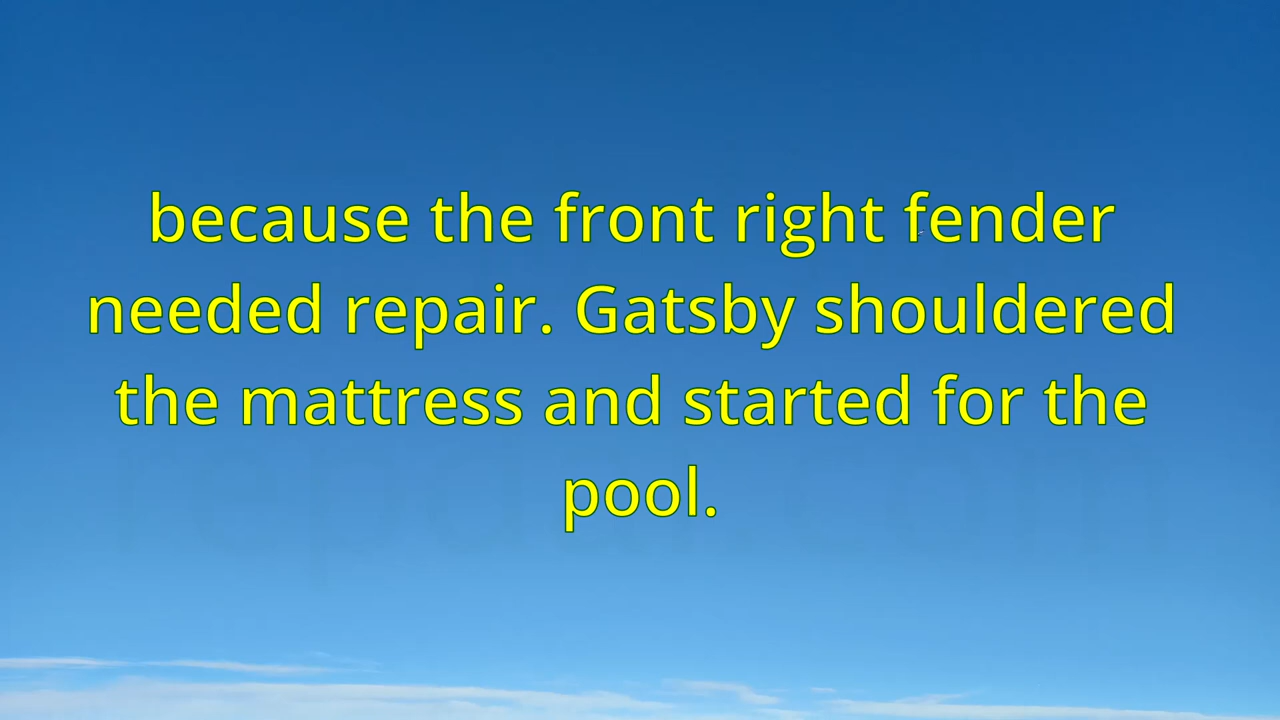 because the front right fender
needed repair. Gatsby shouldered
the mattress and started for the
pool.